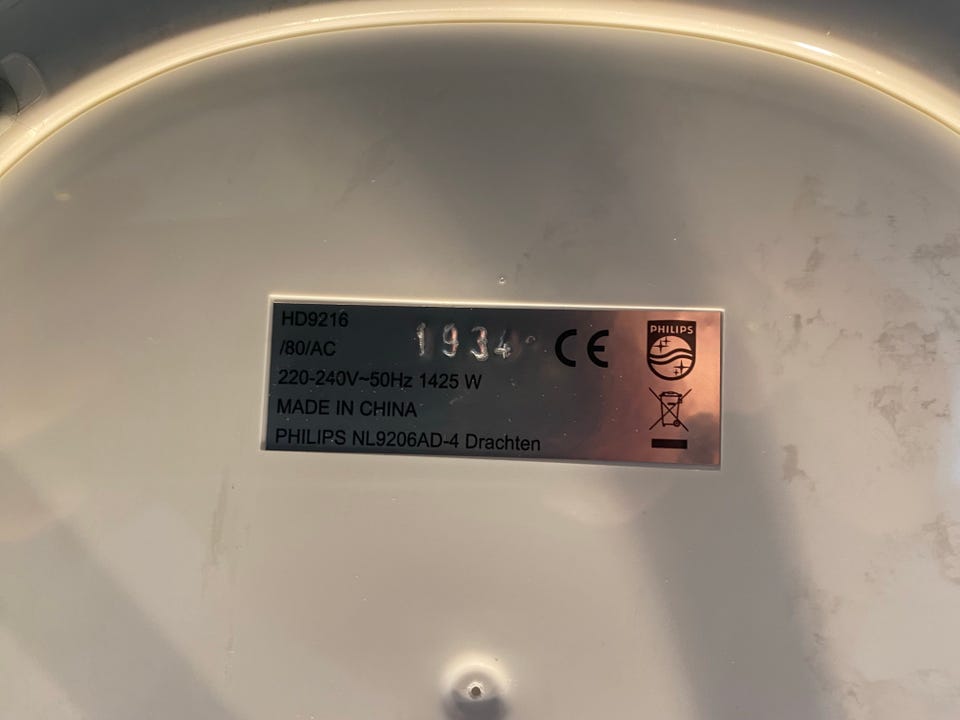 HD9216
/80/AC
1934
CE
PHILIPS
220-240V~50Hz 1425 W
MADE IN CHINA
PHILIPS NL9206AD-4 Drachten